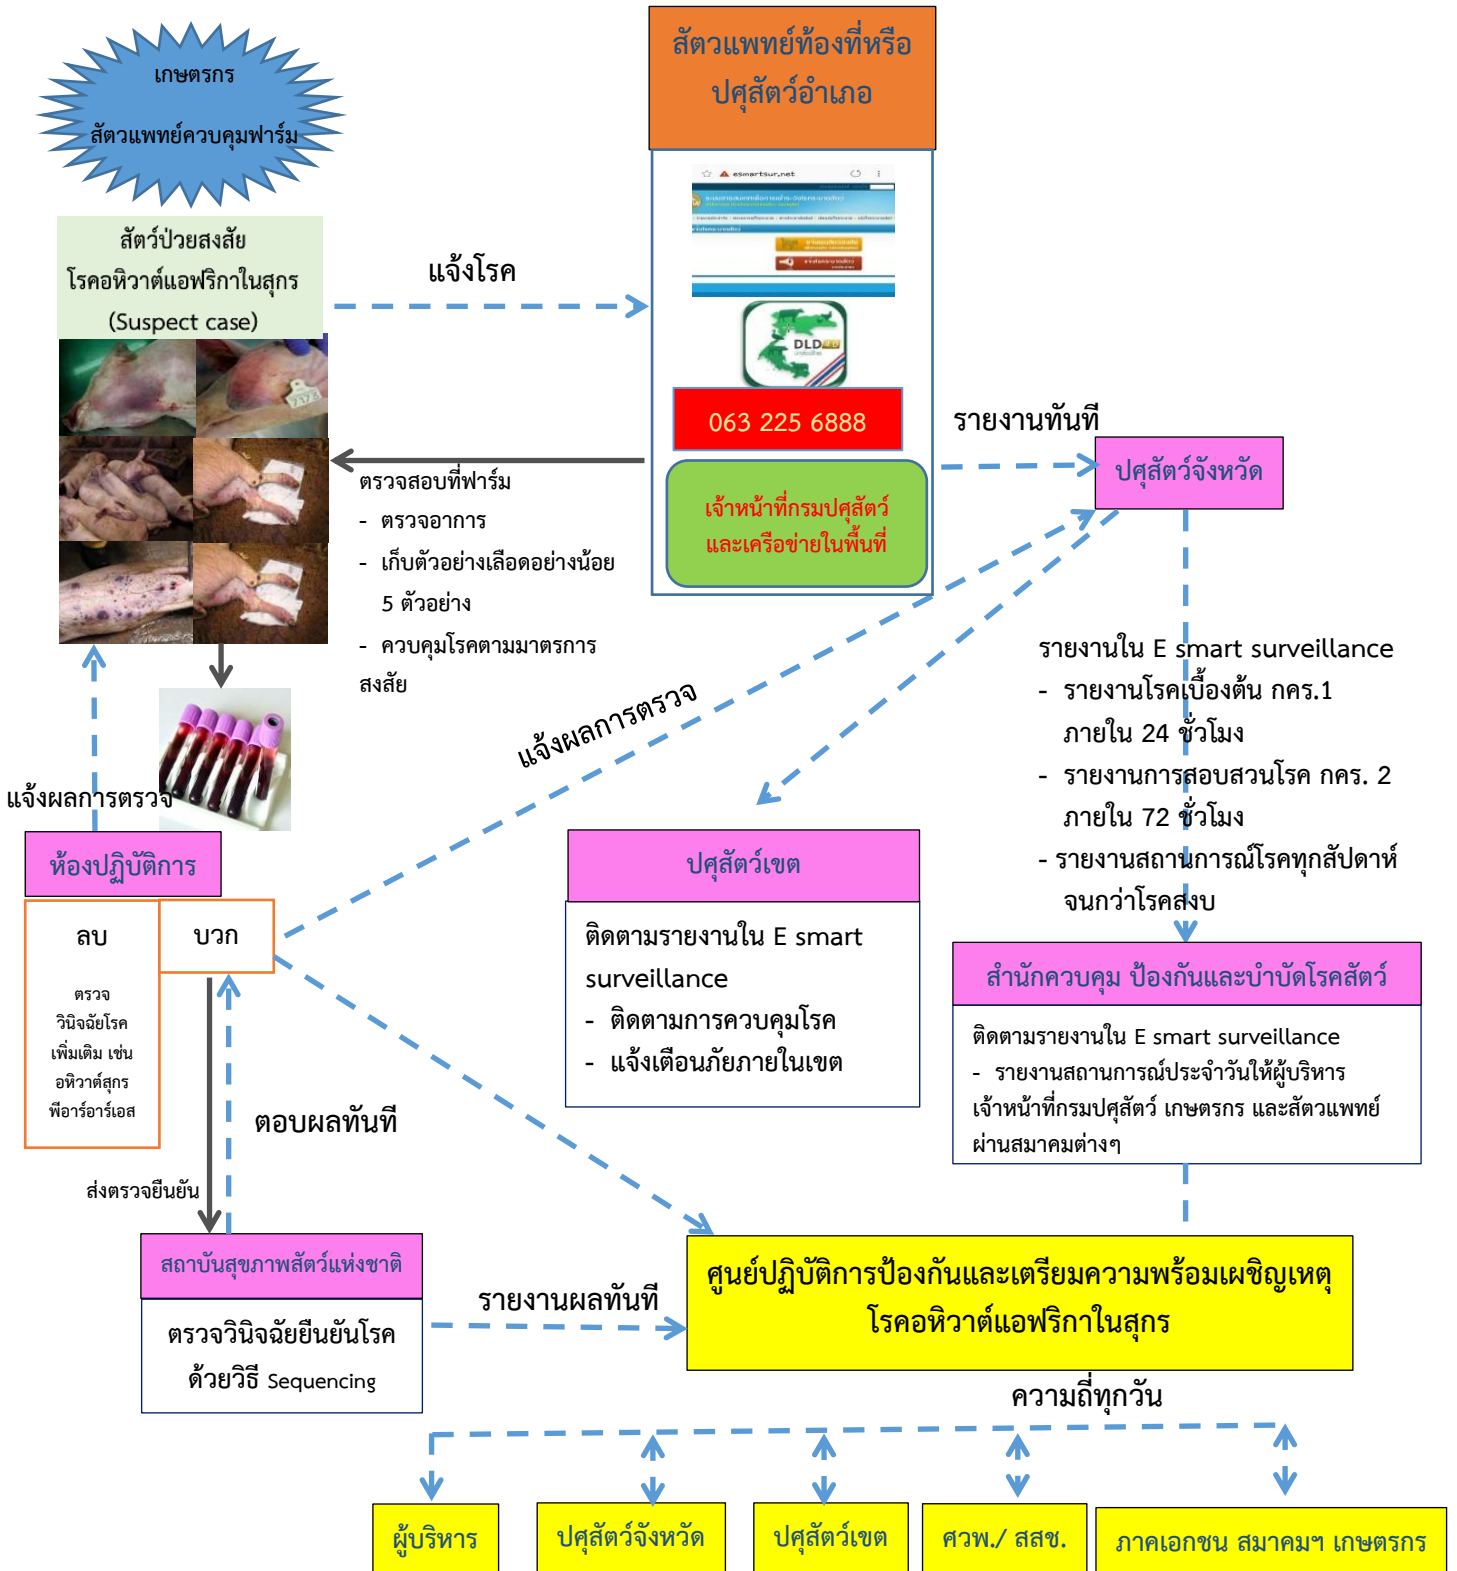 เกษตรกร
สัตวแพทย์ควบคุมฟาร์ม
สัตวแพทย์ท้องที่หรือ
ปศุสัตว์อำเภอ
esmartsur.net
สัตว์ป่วยสงสัย
โรคอหิวาต์แอฟริกาในสุกร
(Suspect case)
แจ้งโรค
DLD 4.0
063 225 6888
เจ้าหน้าที่กรมปศุสัตว์
และเครือข่ายในพื้นที่
รายงานทันที
ปศุสัตว์จังหวัด
ตรวจสอบที่ฟาร์ม
- ตรวจอาการ
- เก็บตัวอย่างเลือดอย่างน้อย
5 ตัวอย่าง
- ควบคุมโรคตามมาตรการ
สงสัย
แจ้งผลการตรวจ
รายงานใน E smart surveillance
- รายงานโรคเบื้องต้น กคร.1
ภายใน 24 ชั่วโมง
- รายงานการสอบสวนโรค กคร. 2
ภายใน 72 ชั่วโมง
- รายงานสถานการณ์โรคทุกสัปดาห์
จนกว่าโรคสงบ
แจ้งผลการตรวจ
ห้องปฏิบัติการ
ลบ
ตรวจ
วินิจฉัยโรค
เพิ่มเติม เช่น
อหิวาต์สุกร
พีอาร์อาร์เอส
บวก
ปศุสัตว์เขต
ติดตามรายงานใน E smart
surveillance
- ติดตามการควบคุมโรค
- แจ้งเตือนภัยภายในเขต
สำนักควบคุม ป้องกันและบำบัดโรคสัตว์
ติดตามรายงานใน E smart surveillance
- รายงานสถานการณ์ประจำวันให้ผู้บริหาร
เจ้าหน้าที่กรมปศุสัตว์ เกษตรกร และสัตวแพทย์
ผ่านสมาคมต่างๆ
ตอบผลทันที
ส่งตรวจยืนยัน
สถาบันสุขภาพสัตว์แห่งชาติ
ตรวจวินิจฉัยยืนยันโรค
ด้วยวิธี Sequencing
รายงานผลทันที
ศูนย์ปฏิบัติการป้องกันและเตรียมความพร้อมเผชิญเหตุ
โรคอหิวาต์แอฟริกาในสุกร
ความถี่ทุกวัน
ผู้บริหาร
ปศุสัตว์จังหวัด
ปศุสัตว์เขต
ศวพ./ สสช.
ภาคเอกชน สมาคมฯ เกษตรกร